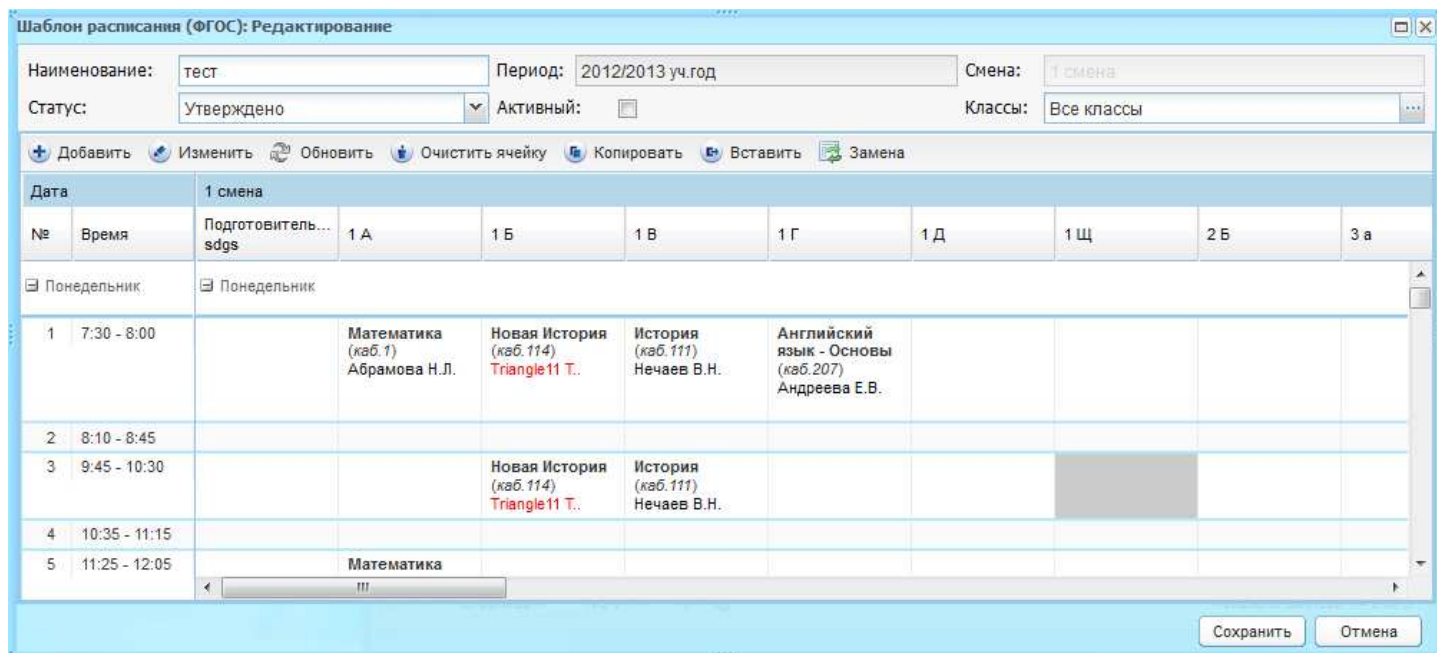 Шаблон расписания (ФГОС): Редактирование
Наименование: тест Период: 2012/2013 уч.год Смена: 1 смена
Статус: Утверждено Активный: Классы: Все классы ...
Добавить Изменить Обновить Очистить ячейку Копировать Вставить Замена
Дата 1 смена
№ Время Подготовитель... 1 А 1 Б 1 В 1 Г 1 Д 1 Щ 2 Б 3 а
sdgs
Понедельник Понедельник
1 7:30 - 8:00 Математика Новая История История Английский
(каб.1) (каб.114) (каб.111) язык - Основы
Абрамова Н.Л. Triangle11 Т.. Нечаев В.Н. (каб.207)
Андреева Е.В.
2 8:10 - 8:45
3 9:45 - 10:30 Новая История История
(каб.114) (каб.111)
Triangle11 Т.. Нечаев В.Н.
4 10:35 - 11:15
5 11:25 - 12:05 Математика
Сохранить Отмена